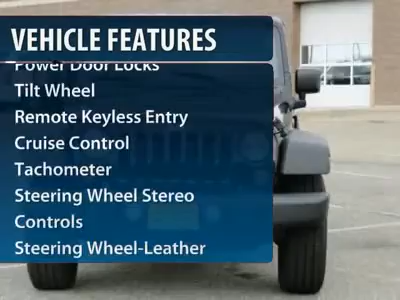 VEHICLE FEATURES
Power Door Locks
Tilt Wheel
Remote Keyless Entry
Cruise Control
Tachometer
Steering Wheel Stereo
Controls
Steering Wheel-Leather